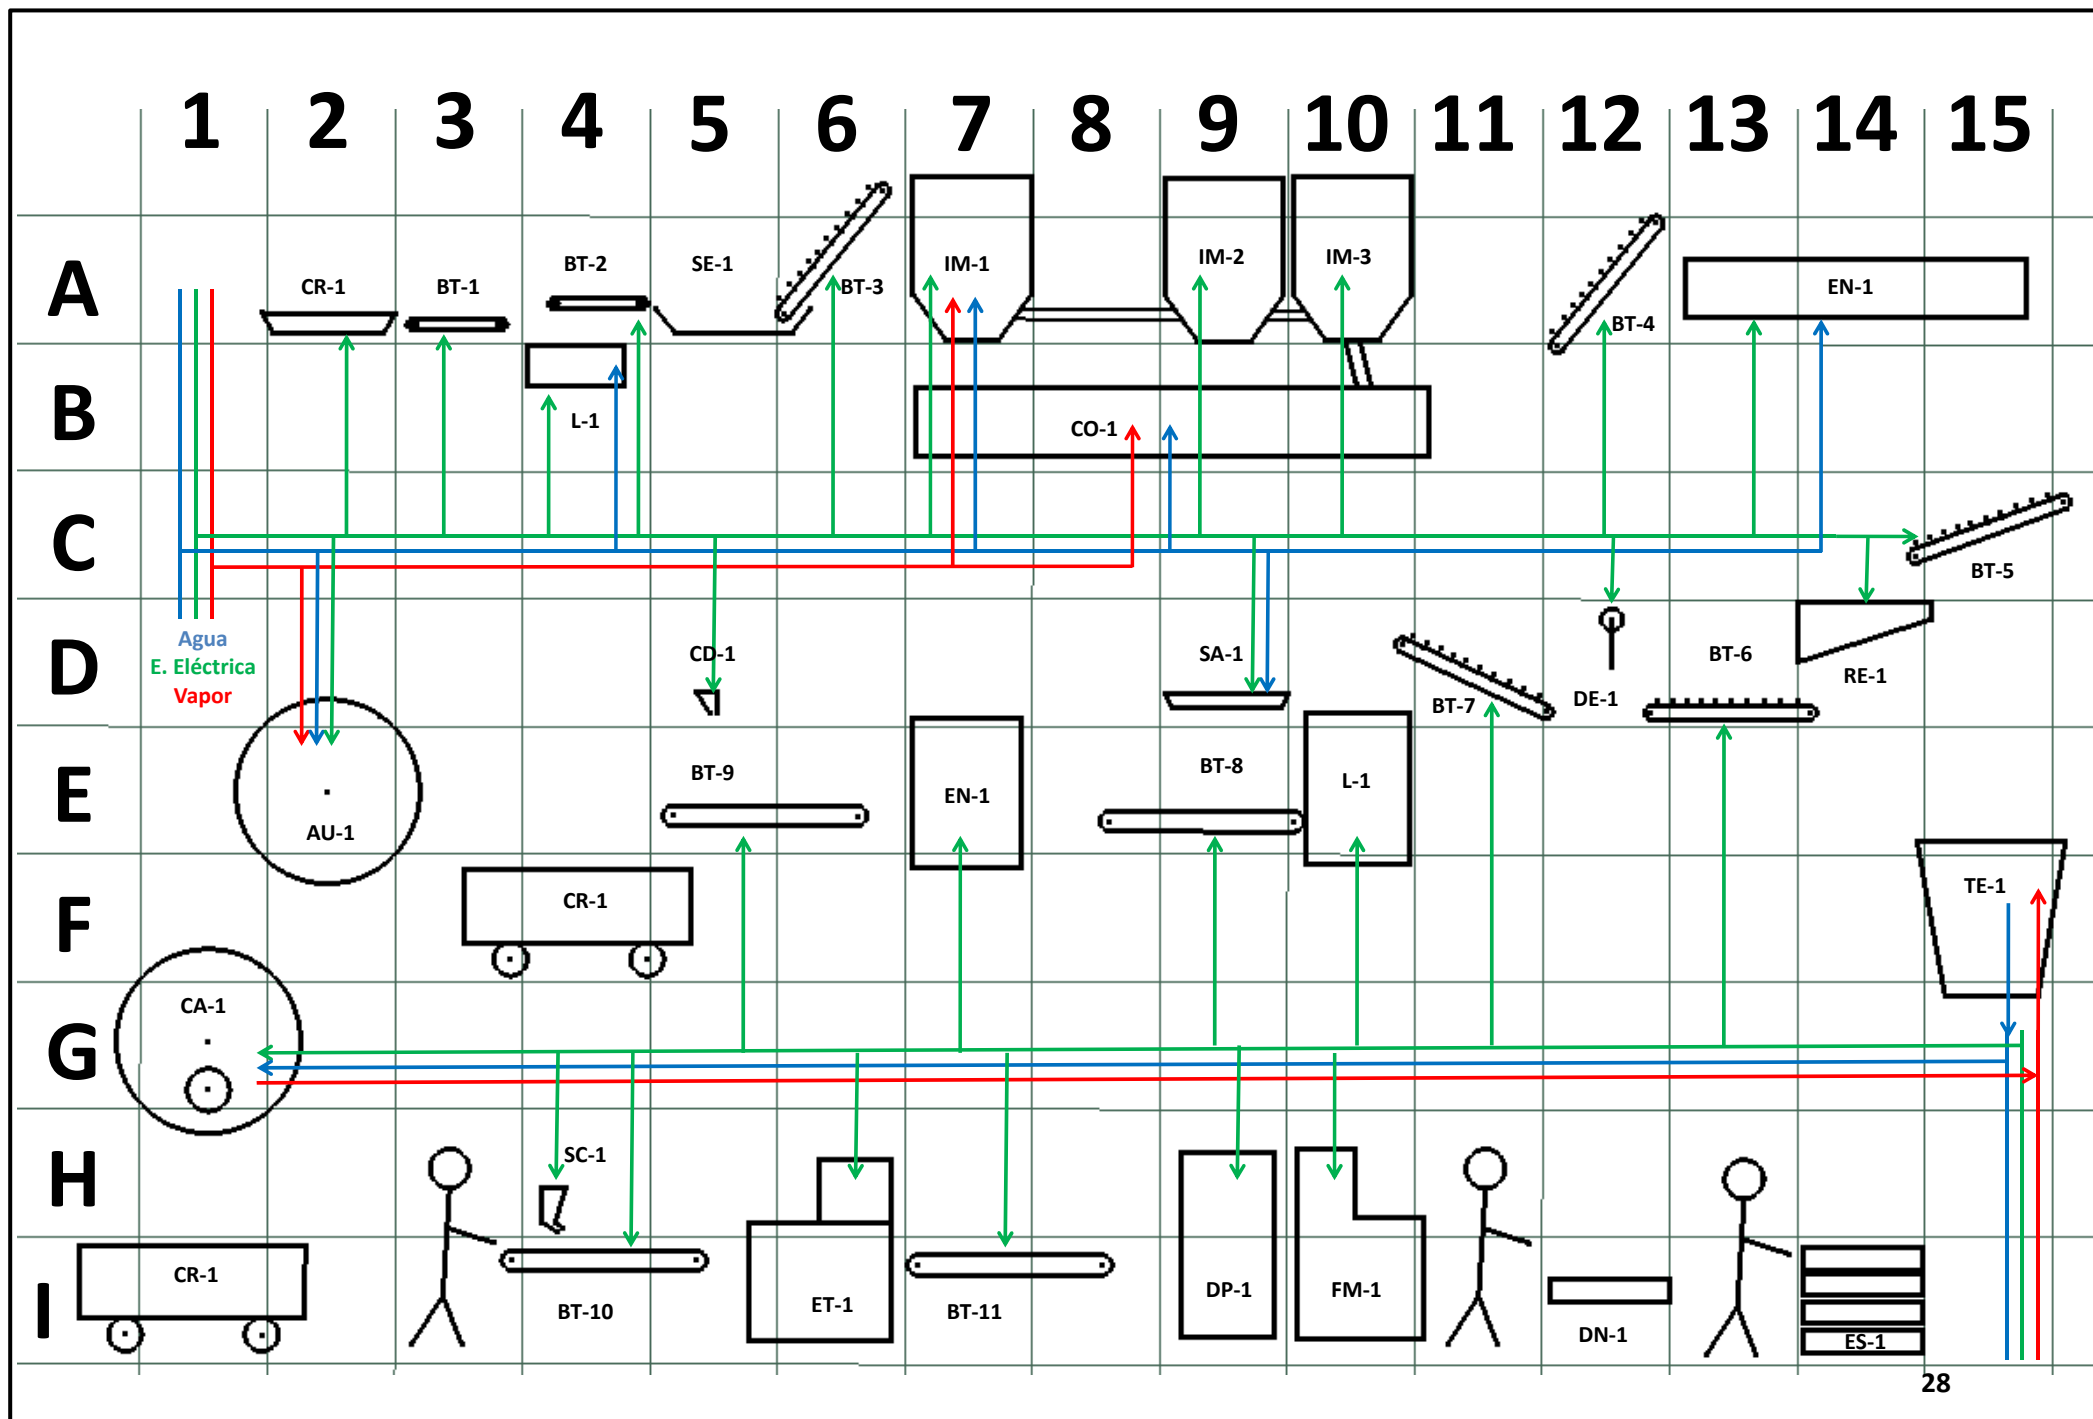 1 2 3 4 5 6 7 8 9 10 11 12 13 14 15
A
CR-1 BT-1 BT-2 SE-1 BT-3 IM-1 IM-2 IM-3 BT-4 EN-1
B
L-1 CO-1
C
BT-5
Agua
E. Eléctrica
Vapor
D
CD-1 SA-1 BT-7 DE-1 BT-6 RE-1
E
AU-1 BT-9 EN-1 BT-8 L-1
F
CR-1 TE-1
G
CA-1
H
SC-1
I
CR-1 BT-10 ET-1 BT-11 DP-1 FM-1 DN-1 ES-1
28